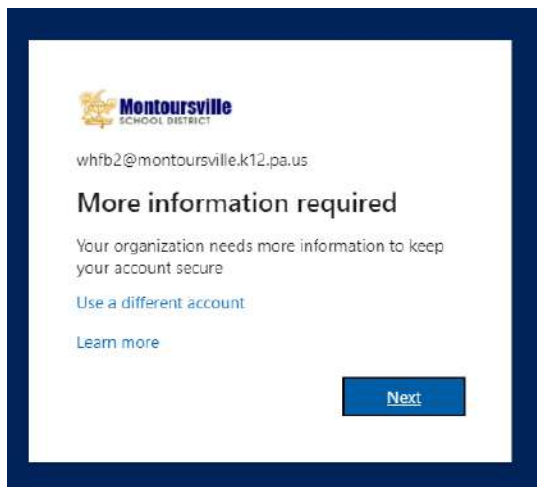 Montoursville
SCHOOL DISTRICT
whfb2@montoursville.k12.pa.us
More information required
Your organization needs more information to keep
your account secure
Use a different account
Learn more
Next